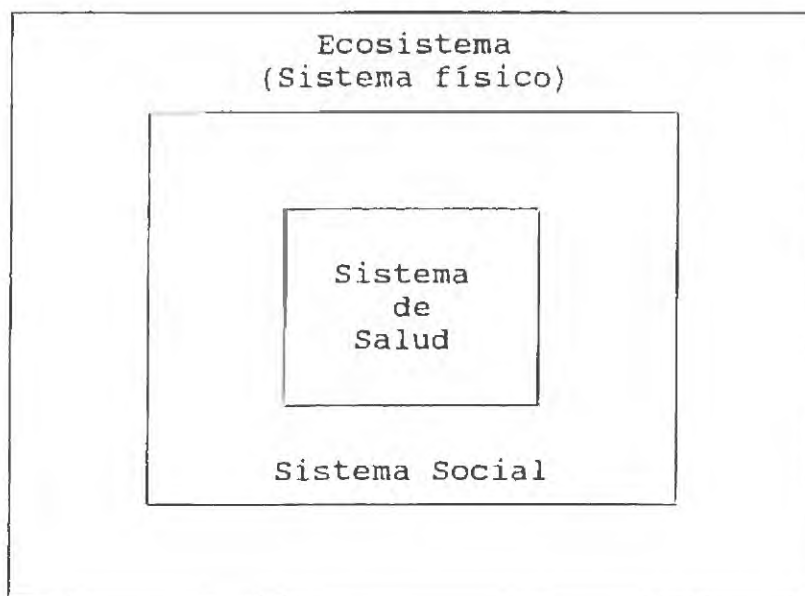 Ecosistema
(Sistema físico)
Sistema
de
Salud
Sistema Social